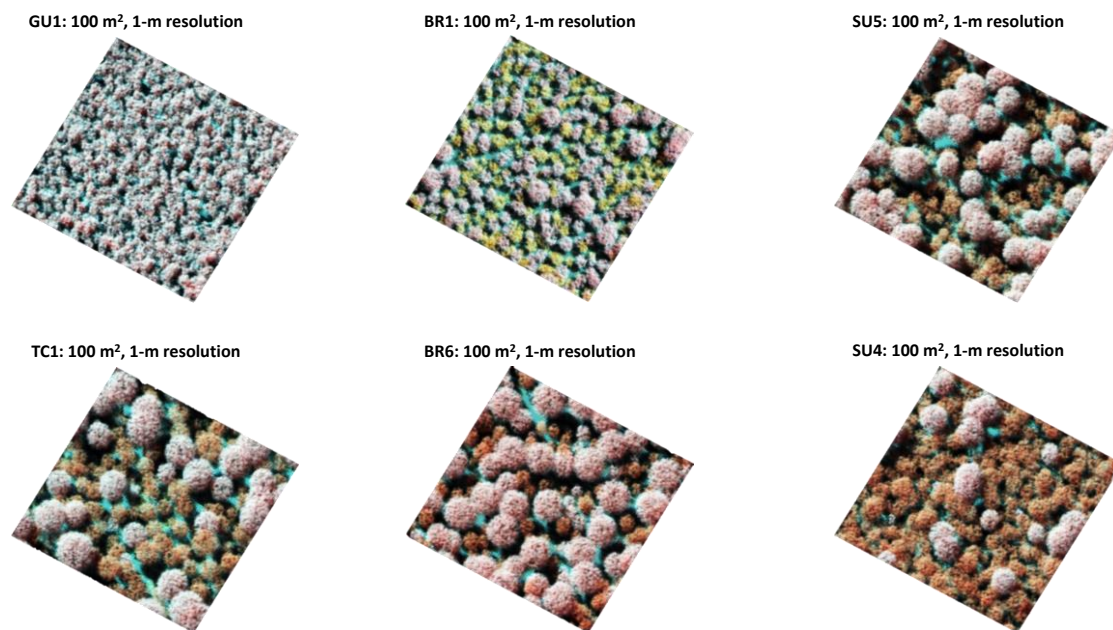 GU1: 100 m², 1-m resolution
BR1: 100 m², 1-m resolution
SU5: 100 m², 1-m resolution
TC1: 100 m², 1-m resolution
BR6: 100 m², 1-m resolution
SU4: 100 m², 1-m resolution